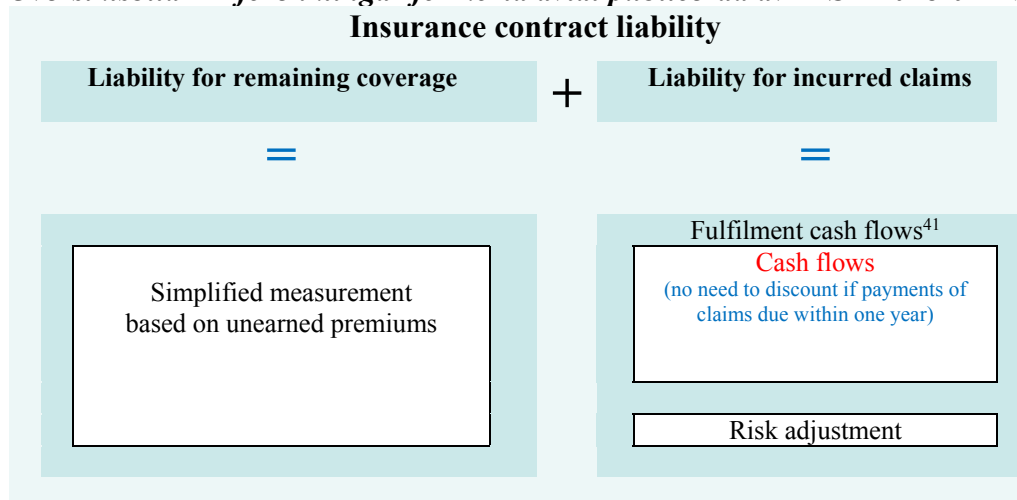 Insurance contract liability
Liability for remaining coverage + Liability for incurred claims
= =
Fulfilment cash flows41
Simplified measurement
based on unearned premiums
Cash flows
(no need to discount if payments of
claims due within one year)
Risk adjustment